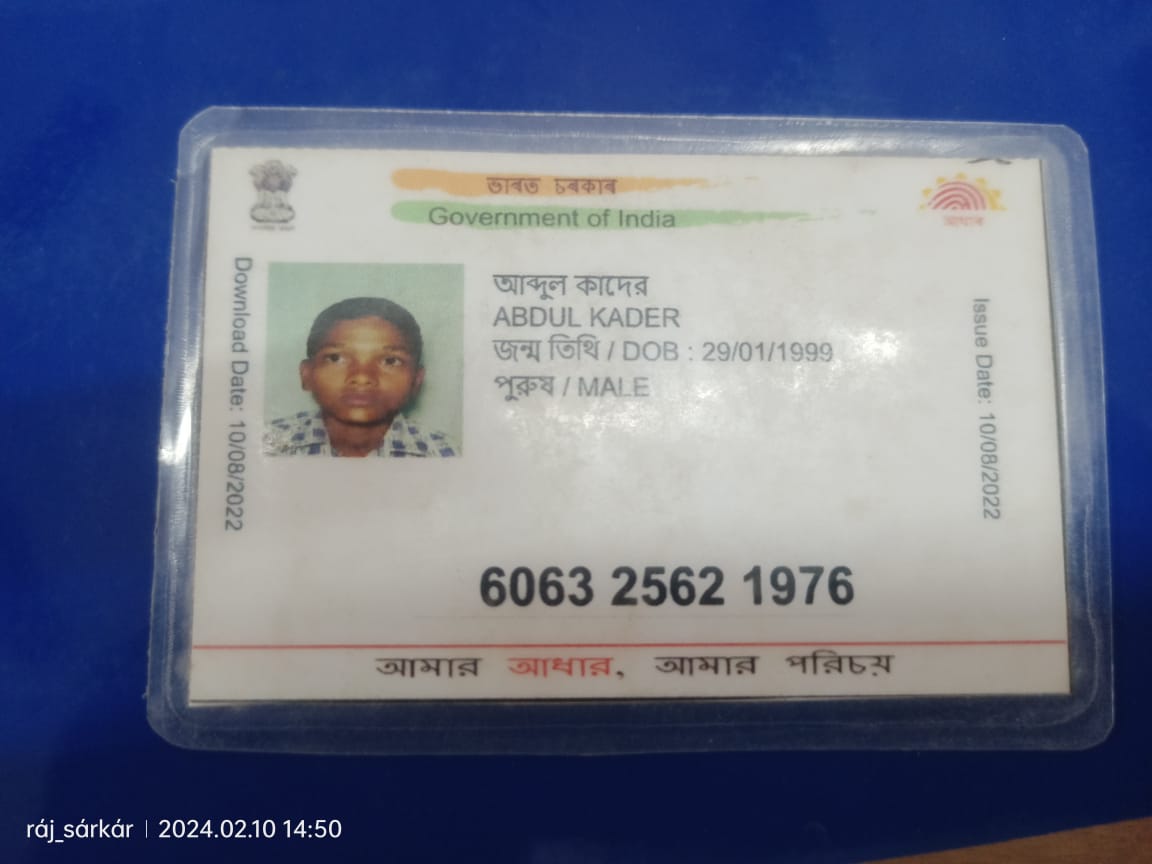 ভাৰত চৰকাৰ
Government of India
আধাৰ
Download Date: 10/08/2022
আব্দুল কাদের
ABDUL KADER
জন্ম তিথি / DOB : 29/01/1999
পুরুষ / MALE
Issue Date: 10/08/2022
6063 2562 1976
আমার আধার, আমার পরিচয়
ráj_sárkár | 2024.02.10 14:50